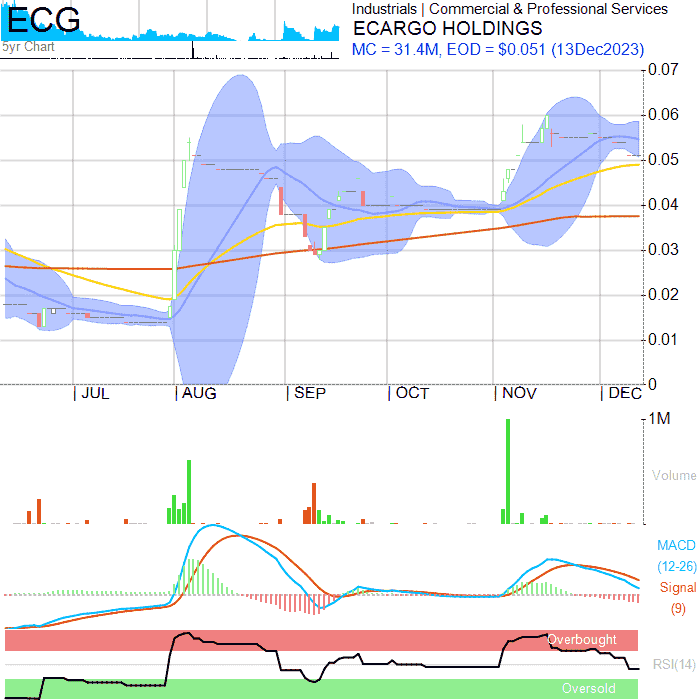 ECG
5yr Chart
Industrials | Commercial & Professional Services
ECARGO HOLDINGS
MC = 31.4M, EOD = $0.051 (13Dec2023)
0.07
0.06
0.05
0.04
0.03
0.02
0.01
0
| JUL | AUG | SEP | OCT | NOV | DEC
1M
Volume
MACD
(12-26)
Signal
(9)
Overbought
RSI(14)
Oversold